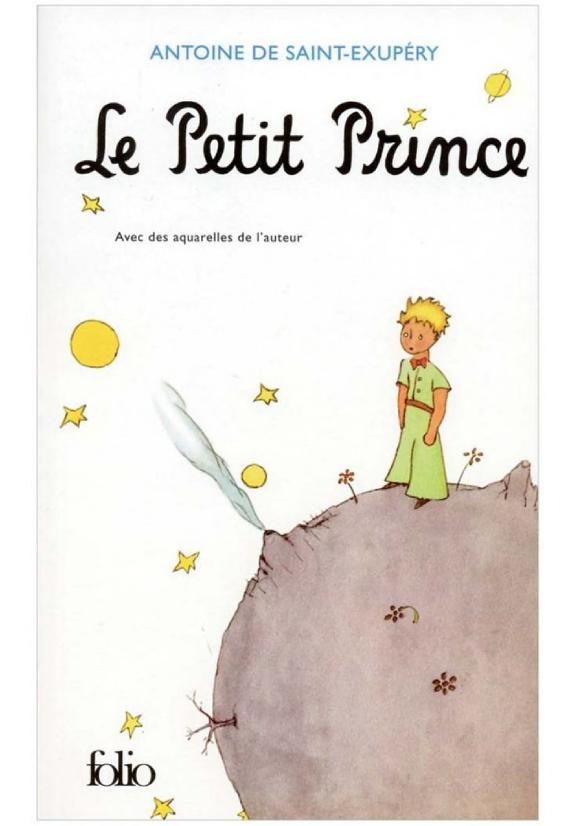 ANTOINE DE SAINT-EXUPÉRY
Le Petit Prince
Avec des aquarelles de l'auteur
folio